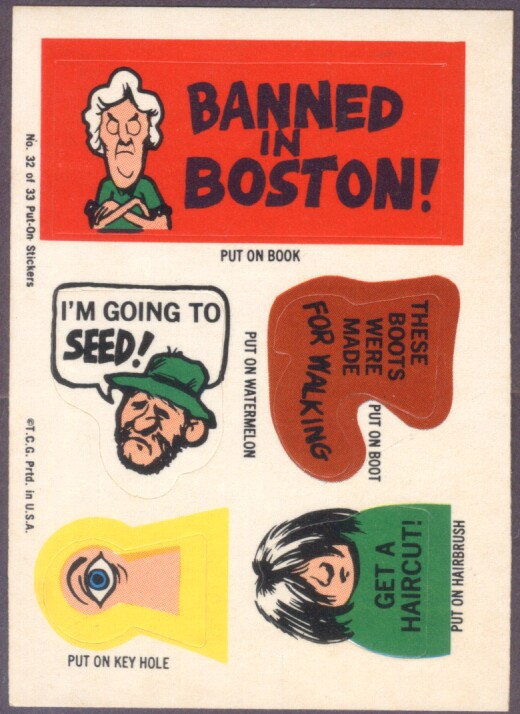 BANNED
IN
BOSTON!
PUT ON BOOK
No. 32 of 33 Put-On Stickers
I'M GOING TO
SEED!
PUT ON WATERMELON
THESE
BOOTS
WERE
MADE
FOR WALKING
PUT ON BOOT
©T.C.G. Prtd. in U.S.A.
PUT ON KEY HOLE
GET A
HAIRCUT!
PUT ON HAIRBRUSH